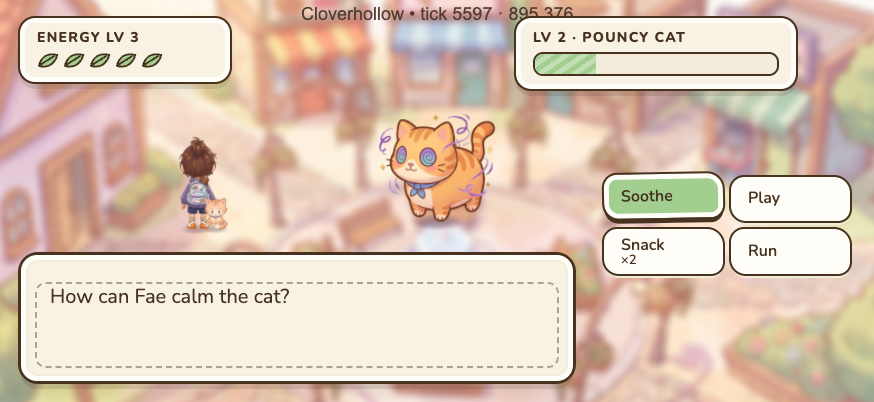 Cloverhollow • tick 5597 · 895,376
ENERGY LV 3
LV 2 · POUNCY CAT
Soothe
Play
Snack
×2
Run
How can Fae calm the cat?